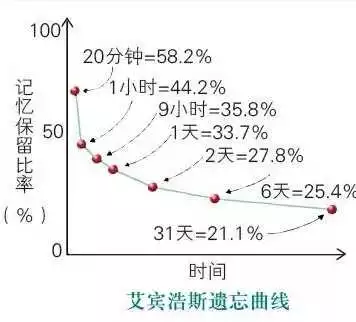 100
50
0
记忆保留比率
(%)
20分钟=58.2%
1小时=44.2%
9小时=35.8%
1天=33.7%
2天=27.8%
6天=25.4%
31天=21.1%
时间
艾宾浩斯遗忘曲线